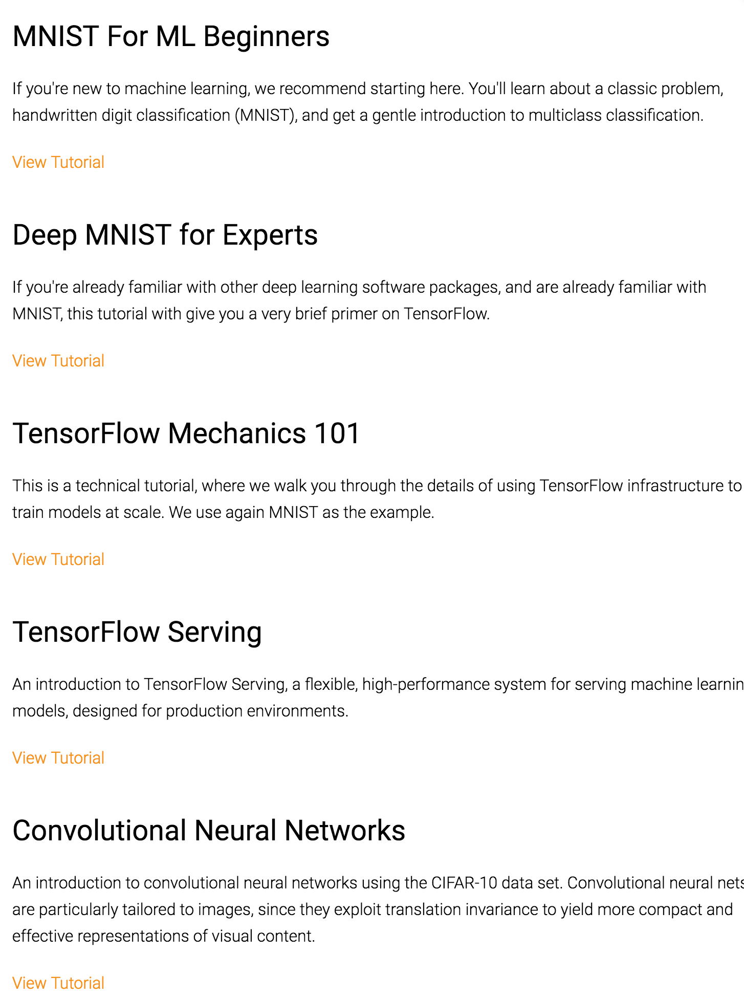 MNIST For ML Beginners
If you're new to machine learning, we recommend starting here. You'll learn about a classic problem,
handwritten digit classification (MNIST), and get a gentle introduction to multiclass classification.
View Tutorial
Deep MNIST for Experts
If you're already familiar with other deep learning software packages, and are already familiar with
MNIST, this tutorial with give you a very brief primer on TensorFlow.
View Tutorial
TensorFlow Mechanics 101
This is a technical tutorial, where we walk you through the details of using TensorFlow infrastructure to
train models at scale. We use again MNIST as the example.
View Tutorial
TensorFlow Serving
An introduction to TensorFlow Serving, a flexible, high-performance system for serving machine learnin
models, designed for production environments.
View Tutorial
Convolutional Neural Networks
An introduction to convolutional neural networks using the CIFAR-10 data set. Convolutional neural nets
are particularly tailored to images, since they exploit translation invariance to yield more compact and
effective representations of visual content.
View Tutorial